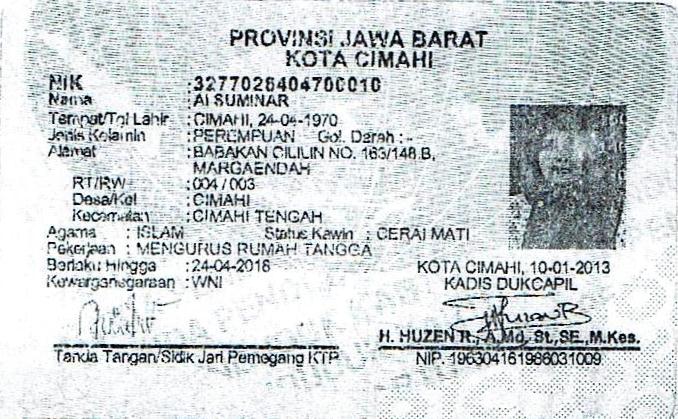 PROVINSI JAWA BARAT
KOTA CIMAHI
NIK : 3277026404700010
Nama : AI SUMINAR
Tempat/Tgl Lahir : CIMAHI, 24-04-1970
Jenis Kelamin : PEREMPUAN Gol. Darah : -
Alamat : BABAKAN CILILIN NO. 163/148.B,
MARGAENDAH
RT/RW : 004 / 003
Desa/Kel : CIMAHI
Kecamatan : CIMAHI TENGAH
Agama : ISLAM Status Kawin : CERAI MATI
Pekerjaan : MENGURUS RUMAH TANGGA
Berlaku Hingga : 24-04-2018
Kewarganegaraan : WNI
KOTA CIMAHI, 10-01-2013
KADIS DUKCAPIL
H. HUZEN R., A.Md, St.,SE.,M.Kes.
Tanda Tangan/Sidik Jari Pemegang KTP
NIP. 196304161986031009